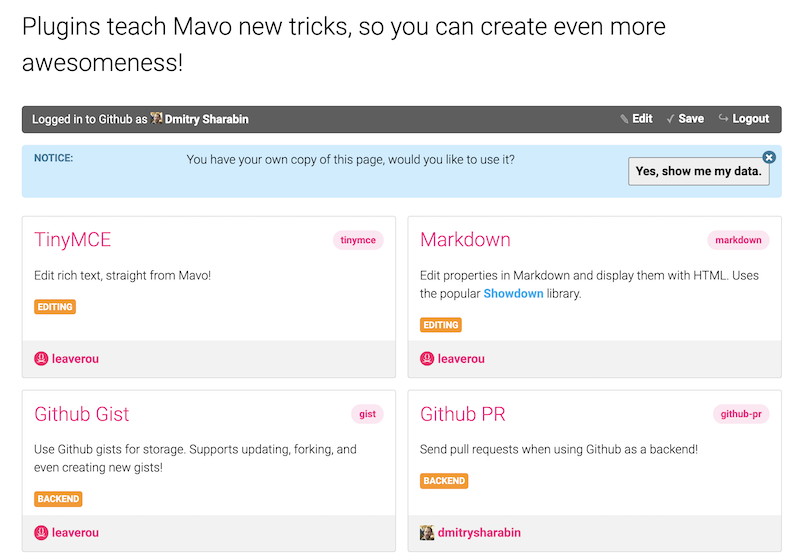 Plugins teach Mavo new tricks, so you can create even more
awesomeness!
Logged in to Github as Dmitry Sharabin
Edit Save Logout
NOTICE:
You have your own copy of this page, would you like to use it?
Yes, show me my data.
TinyMCE
tinymce
Edit rich text, straight from Mavo!
EDITING
leaverou
Markdown
markdown
Edit properties in Markdown and display them with HTML. Uses
the popular Showdown library.
EDITING
leaverou
Github Gist
gist
Use Github gists for storage. Supports updating, forking, and
even creating new gists!
BACKEND
leaverou
Github PR
github-pr
Send pull requests when using Github as a backend!
BACKEND
dmitrysharabin